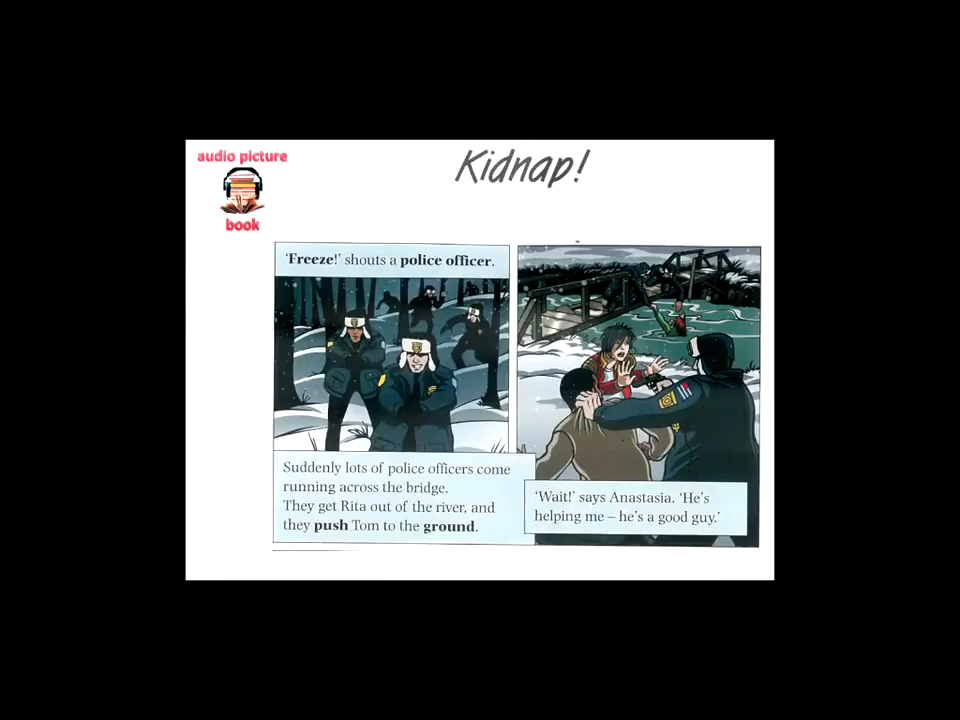 audio picture
book
Kidnap!
'Freeze!' shouts a police officer.
Suddenly lots of police officers come
running across the bridge.
They get Rita out of the river, and
they push Tom to the ground.
'Wait!' says Anastasia. 'He's
helping me – he's a good guy.'